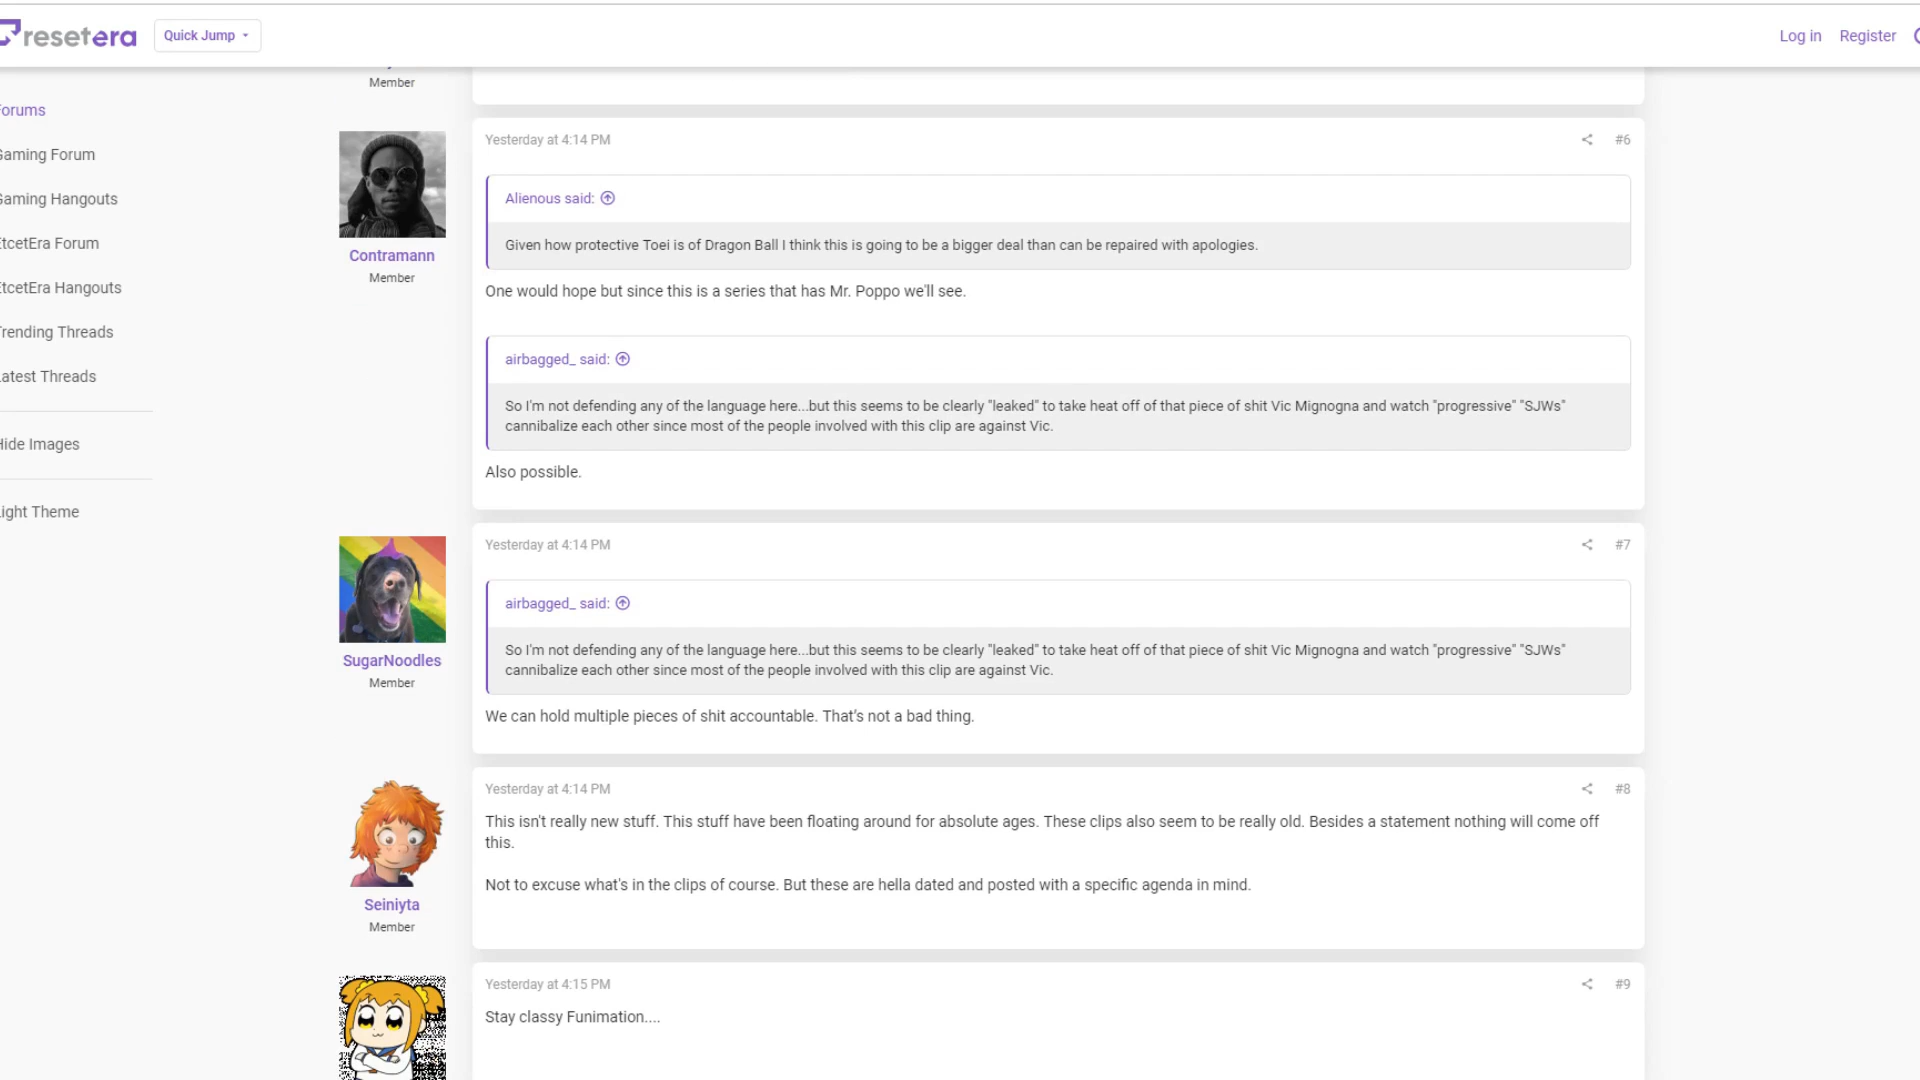 resetera
Quick Jump
Log in Register
Member
Forums
Gaming Forum
Gaming Hangouts
EtcetEra Forum
EtcetEra Hangouts
Trending Threads
Latest Threads
Hide Images
Light Theme
Contramann
Member
Yesterday at 4:14 PM #6
Alienous said:
Given how protective Toei is of Dragon Ball I think this is going to be a bigger deal than can be repaired with apologies.
One would hope but since this is a series that has Mr. Poppo we'll see.
airbagged_ said:
So I'm not defending any of the language here...but this seems to be clearly "leaked" to take heat off of that piece of shit Vic Mignogna and watch "progressive" "SJWs"
cannibalize each other since most of the people involved with this clip are against Vic.
Also possible.
SugarNoodles
Member
Yesterday at 4:14 PM #7
airbagged_ said:
So I'm not defending any of the language here...but this seems to be clearly "leaked" to take heat off of that piece of shit Vic Mignogna and watch "progressive" "SJWs"
cannibalize each other since most of the people involved with this clip are against Vic.
We can hold multiple pieces of shit accountable. That's not a bad thing.
Seiniyta
Member
Yesterday at 4:14 PM #8
This isn't really new stuff. This stuff have been floating around for absolute ages. These clips also seem to be really old. Besides a statement nothing will come off
this.
Not to excuse what's in the clips of course. But these are hella dated and posted with a specific agenda in mind.
Yesterday at 4:15 PM #9
Stay classy Funimation....